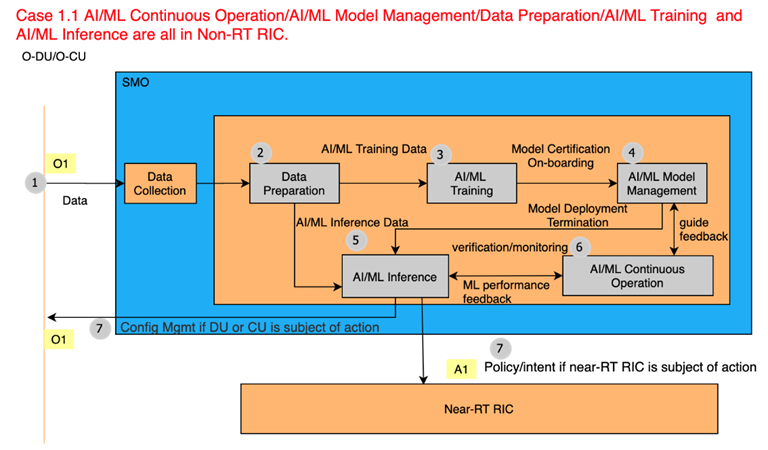 Case 1.1 AI/ML Continuous Operation/AI/ML Model Management/Data Preparation/AI/ML Training and
AI/ML Inference are all in Non-RT RIC.
O-DU/O-CU
SMO
O1
1
Data
Data
Collection
2
Data
Preparation
AI/ML Training Data
3
AI/ML
Training
Model Certification
On-boarding
4
AI/ML Model
Management
AI/ML Inference Data
Model Deployment
Termination
guide
feedback
5
AI/ML Inference
verification/monitoring
6
ML performance
feedback
AI/ML Continuous
Operation
7
Config Mgmt if DU or CU is subject of action
O1
7
A1
Policy/intent if near-RT RIC is subject of action
Near-RT RIC